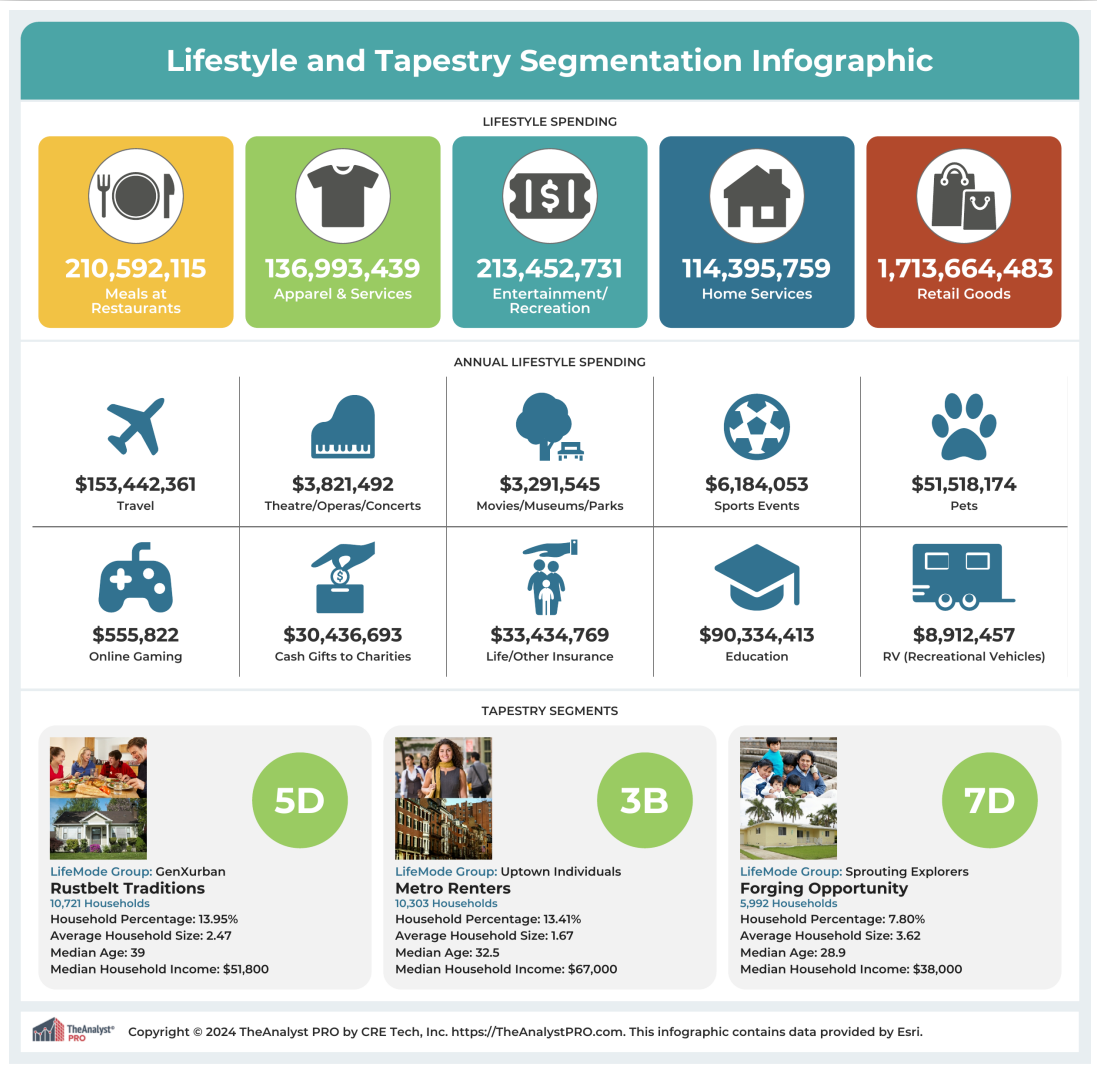 Lifestyle and Tapestry Segmentation Infographic
LIFESTYLE SPENDING
210,592,115
Meals at
Restaurants
136,993,439
Apparel & Services
$
213,452,731
Entertainment/
Recreation
114,395,759
Home Services
1,713,664,483
Retail Goods
ANNUAL LIFESTYLE SPENDING
$153,442,361
Travel
$3,821,492
Theatre/Operas/Concerts
$3,291,545
Movies/Museums/Parks
$6,184,053
Sports Events
$51,518,174
Pets
$555,822
Online Gaming
$
$30,436,693
Cash Gifts to Charities
$33,434,769
Life/Other Insurance
$90,334,413
Education
$8,912,457
RV (Recreational Vehicles)
TAPESTRY SEGMENTS
5D
LifeMode Group: GenXurban
Rustbelt Traditions
10,721 Households
Household Percentage: 13.95%
Average Household Size: 2.47
Median Age: 39
Median Household Income: $51,800
3B
LifeMode Group: Uptown Individuals
Metro Renters
10,303 Households
Household Percentage: 13.41%
Average Household Size: 1.67
Median Age: 32.5
Median Household Income: $67,000
7D
LifeMode Group: Sprouting Explorers
Forging Opportunity
5,992 Households
Household Percentage: 7.80%
Average Household Size: 3.62
Median Age: 28.9
Median Household Income: $38,000
TheAnalyst®
PRO
Copyright © 2024 TheAnalyst PRO by CRE Tech, Inc. https://TheAnalystPRO.com. This infographic contains data provided by Esri.